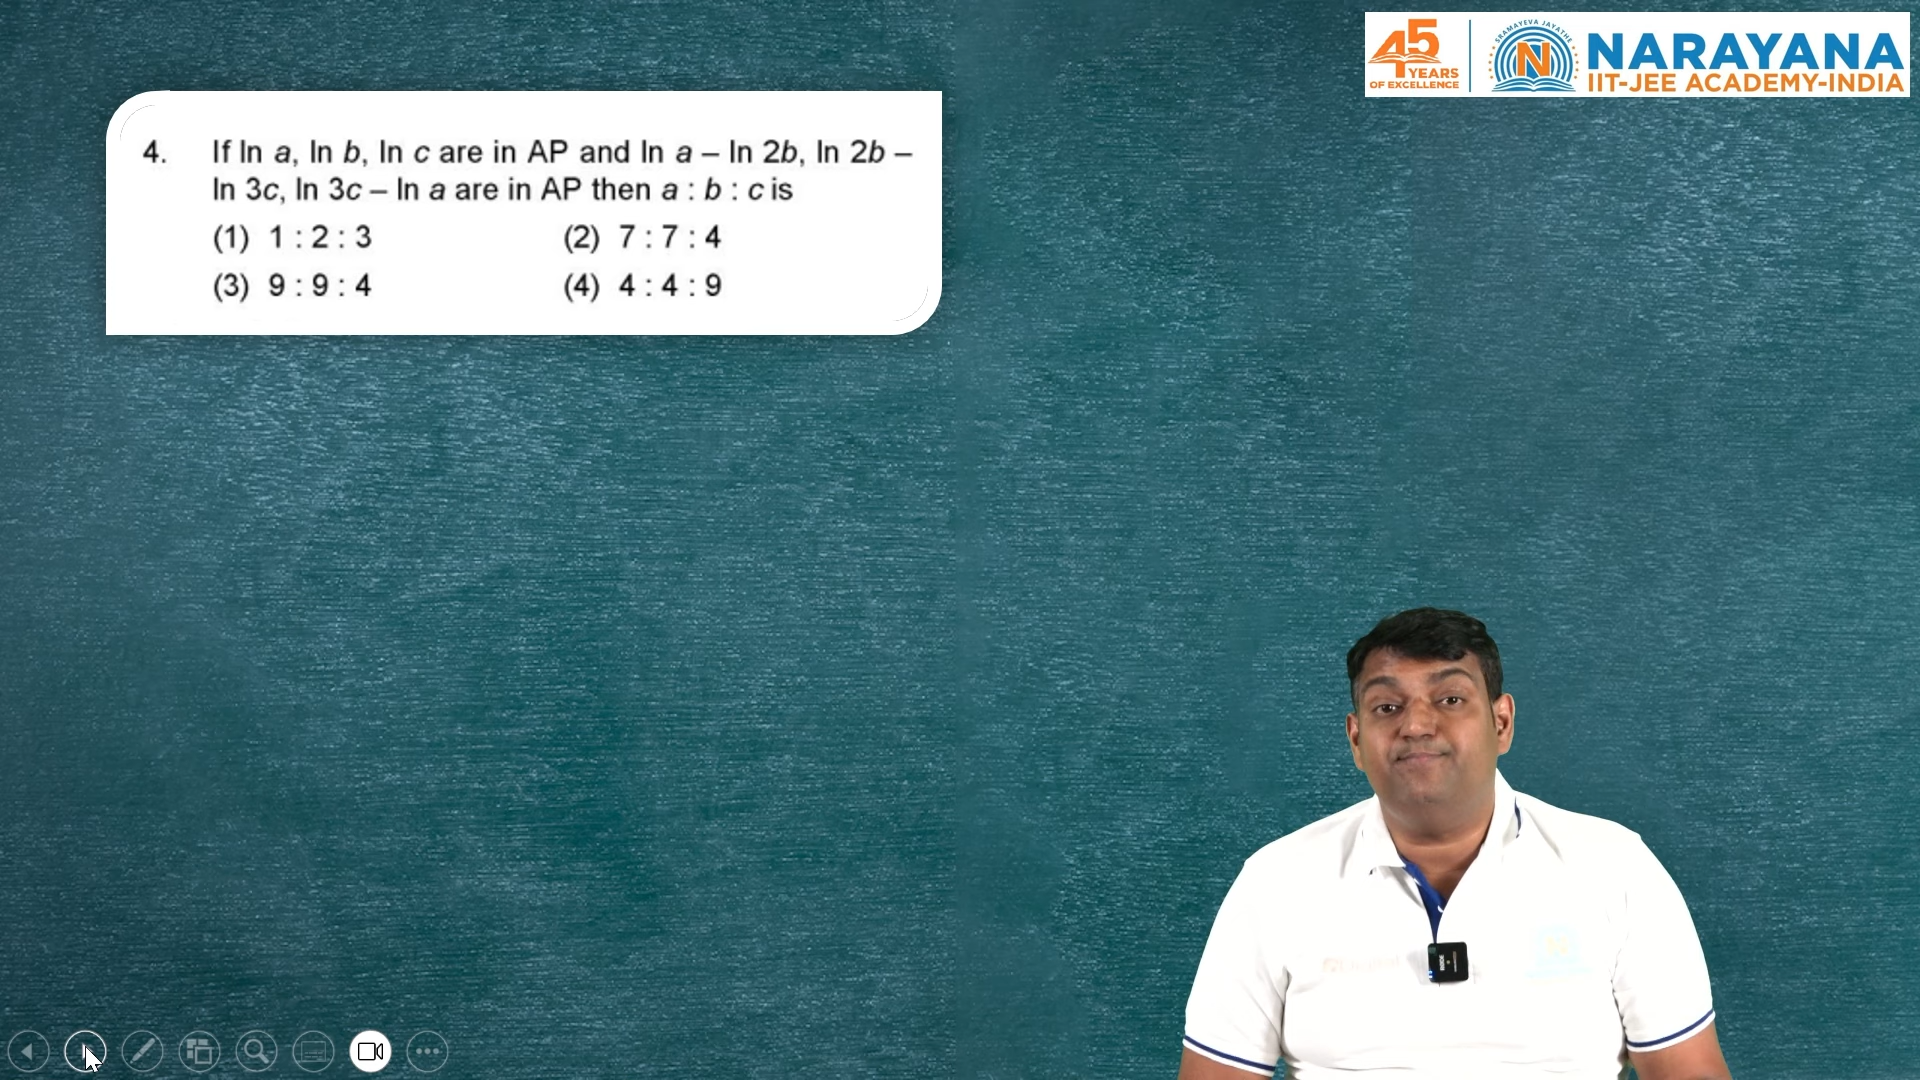 45
YEARS
OF EXCELLENCE
SRAMAYEVA JAYATHE
N
NARAYANA
IIT-JEE ACADEMY-INDIA
4. If ln a, ln b, ln c are in AP and ln a – ln 2b, ln 2b –
ln 3c, ln 3c – ln a are in AP then a : b : c is
(1) 1 : 2 : 3 (2) 7 : 7 : 4
(3) 9 : 9 : 4 (4) 4 : 4 : 9